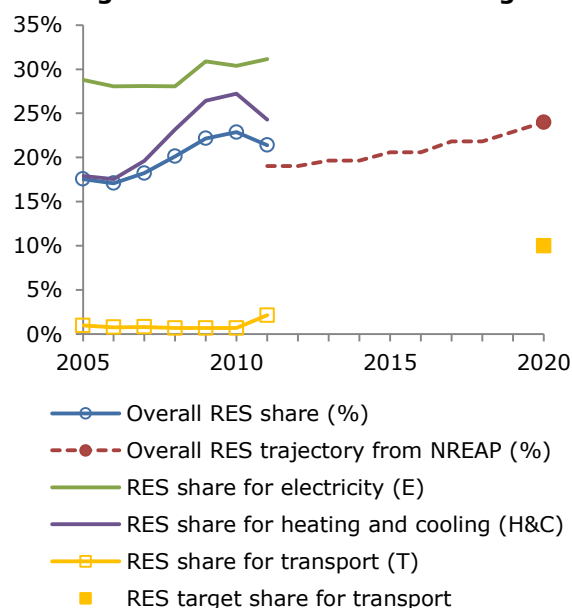 35%
30%
25%
20%
15%
10%
5%
0%
2005 2010 2015 2020
Overall RES share (%)
Overall RES trajectory from NREAP (%)
RES share for electricity (E)
RES share for heating and cooling (H&C)
RES share for transport (T)
RES target share for transport